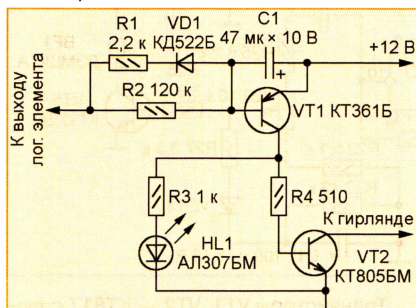 R1
2,2 к
VD1
КД522Б
C1
47 мк × 10 В
+
+12 В
R2 120 к
VT1 КТ361Б
К выходу
лог. элемента
R3 1 к
R4 510
HL1
АЛ307БМ
К гирлянде
VT2
КТ805БМ